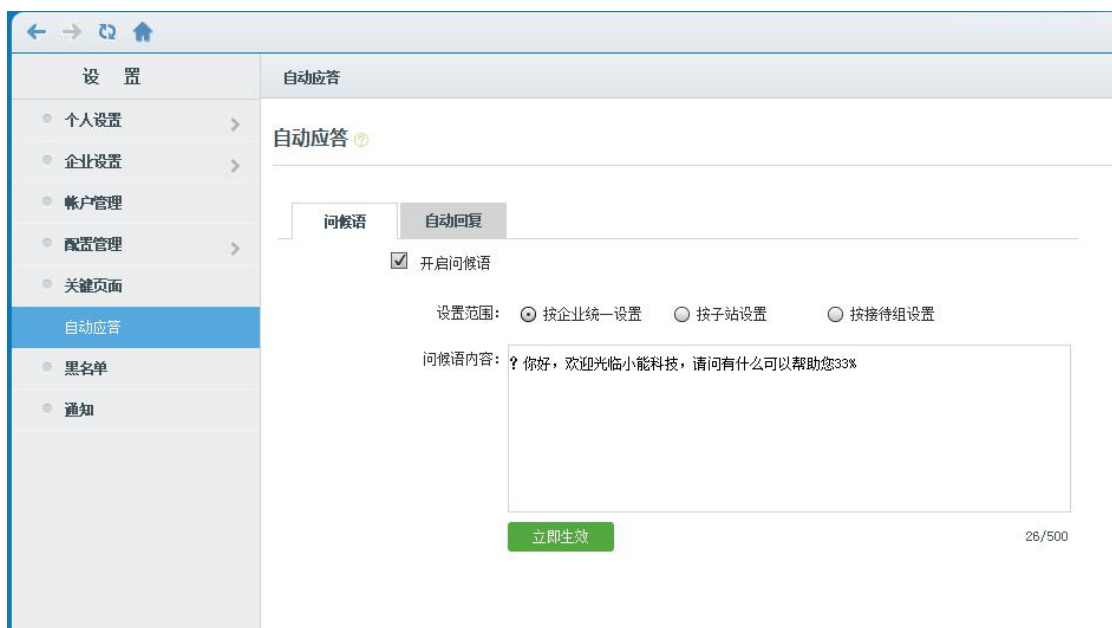 设 置
自动应答
个人设置
自动应答
企业设置
帐户管理
问候语 自动回复
配置管理
开启问候语
关键页面
设置范围： 按企业统一设置 按子站设置 按接待组设置
自动应答
问候语内容： ? 你好，欢迎光临小能科技，请问有什么可以帮助您33%
黑名单
通知
立即生效 26/500